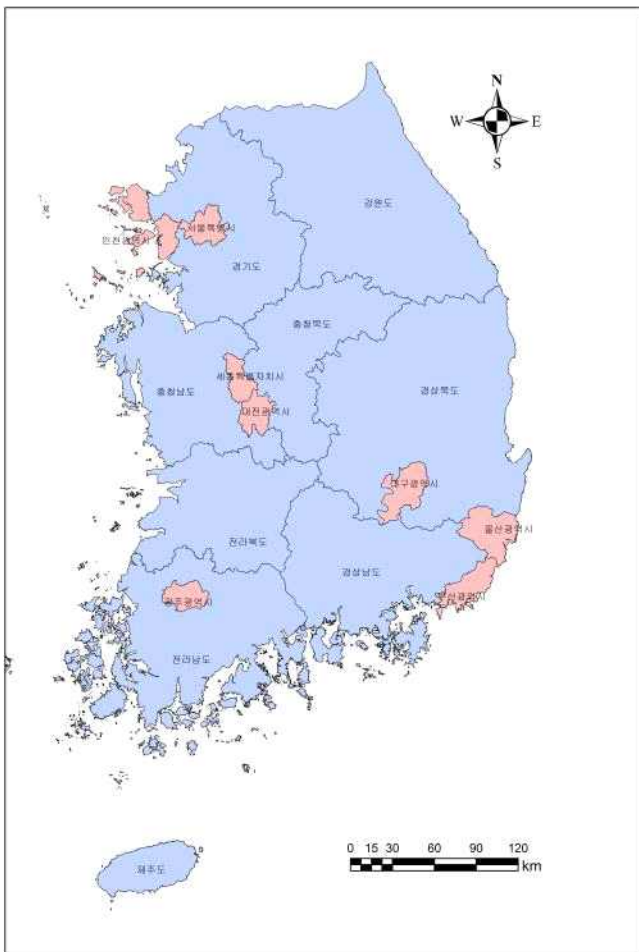 N
W E
S
강원도
서울특별시
인천광역시
경기도
충청북도
세종특별자치시
충청남도
경상북도
대전광역시
대구광역시
울산광역시
전라북도
경상남도
부산광역시
광주광역시
전라남도
제주도
0 15 30 60 90 120
km